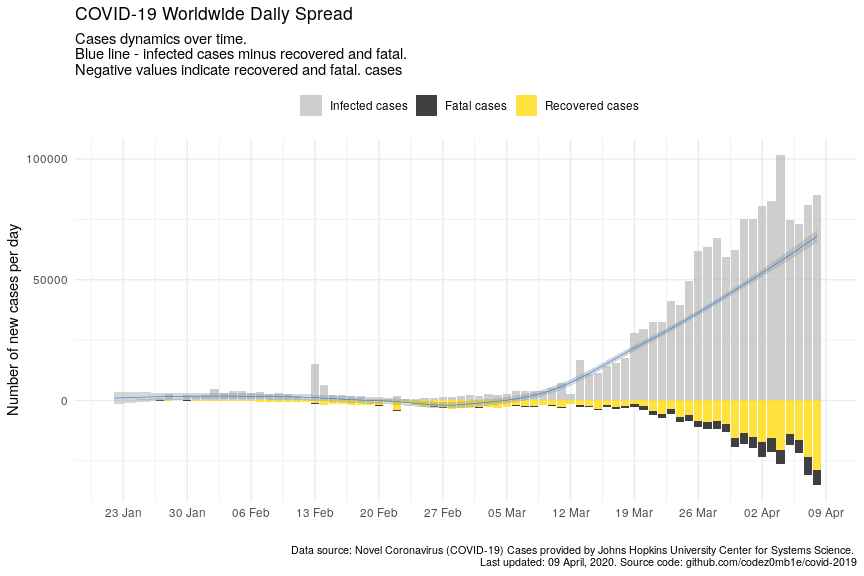 COVID-19 Worldwide Daily Spread
Cases dynamics over time.
Blue line - infected cases minus recovered and fatal.
Negative values indicate recovered and fatal. cases
Infected cases Fatal cases Recovered cases
Number of new cases per day
100000
50000
0
23 Jan 30 Jan 06 Feb 13 Feb 20 Feb 27 Feb 05 Mar 12 Mar 19 Mar 26 Mar 02 Apr 09 Apr
Data source: Novel Coronavirus (COVID-19) Cases provided by Johns Hopkins University Center for Systems Science.
Last updated: 09 April, 2020. Source code: github.com/codez0mb1e/covid-2019